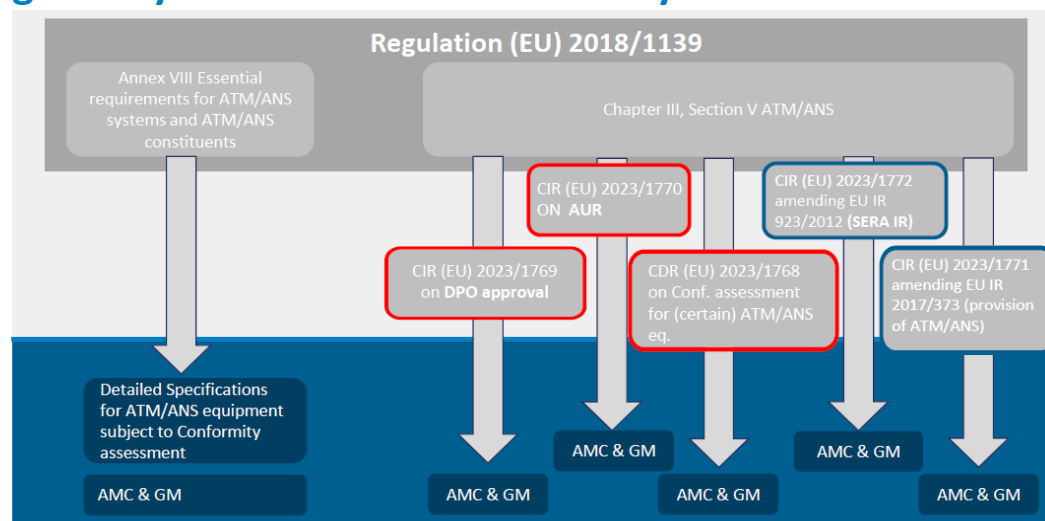 Regulation (EU) 2018/1139
Annex VIII Essential
requirements for ATM/ANS
systems and ATM/ANS
constituents
Chapter III, Section V ATM/ANS
CIR (EU) 2023/1770
ON AUR
CIR (EU) 2023/1772
amending EU IR
923/2012 (SERA IR)
CIR (EU) 2023/1769
on DPO approval
CDR (EU) 2023/1768
on Conf. assessment
for (certain) ATM/ANS
eq.
CIR (EU) 2023/1771
amending EU IR
2017/373 (provision
of ATM/ANS)
Detailed Specifications
for ATM/ANS equipment
subject to Conformity
assessment
AMC & GM
AMC & GM
AMC & GM
AMC & GM
AMC & GM
AMC & GM